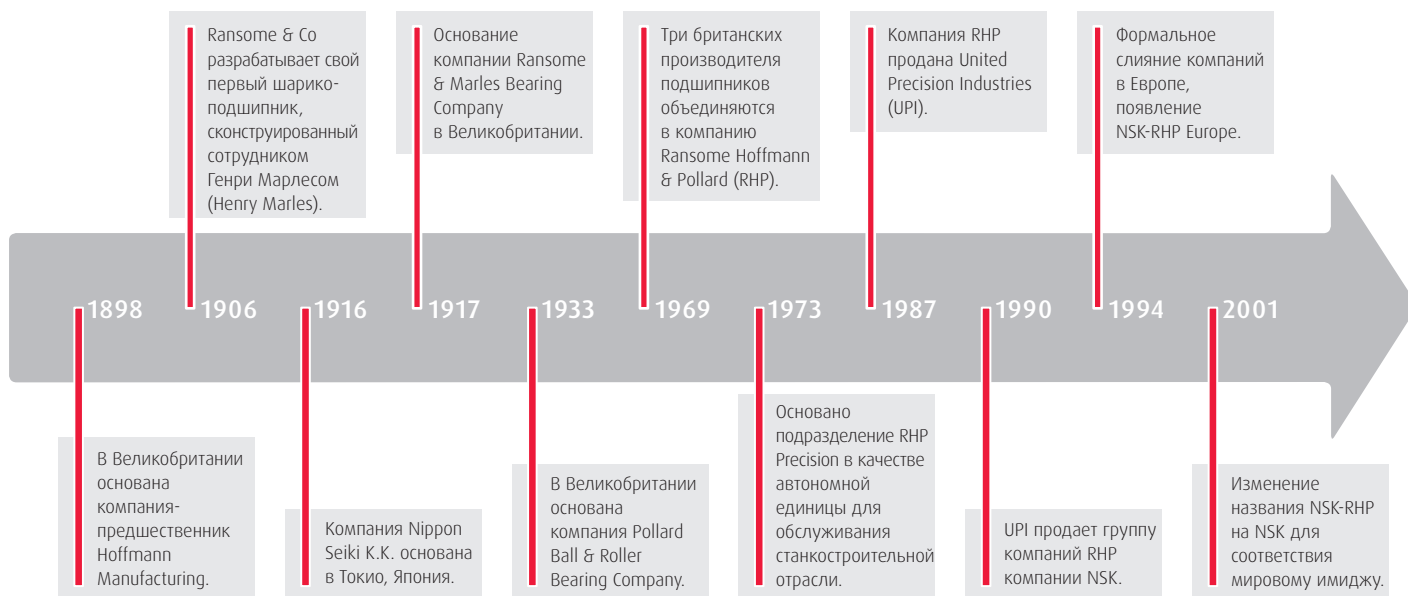 Ransome & Co
разрабатывает свой
первый шарико-
подшипник,
сконструированный
сотрудником
Генри Марлесом
(Henry Marles).
Основание
компании Ransome
& Marles Bearing
Company
в Великобритании.
Три британских
производителя
подшипников
объединяются
в компанию
Ransome Hoffmann
& Pollard (RHP).
Компания RHP
продана United
Precision Industries
(UPI).
Формальное
слияние компаний
в Европе,
появление
NSK-RHP Europe.
1898 1906 1916 1917 1933 1969 1973 1987 1990 1994 2001
В Великобритании
основана
компания-
предшественник
Hoffmann
Manufacturing.
Компания Nippon
Seiki K.K. основана
в Токио, Япония.
В Великобритании
основана
компания Pollard
Ball & Roller
Bearing Company.
Основано
подразделение RHP
Precision в качестве
автономной
единицы для
обслуживания
станкостроительной
отрасли.
UPI продает группу
компаний RHP
компании NSK.
Изменение
названия NSK-RHP
на NSK для
соответствия
мировому имиджу.